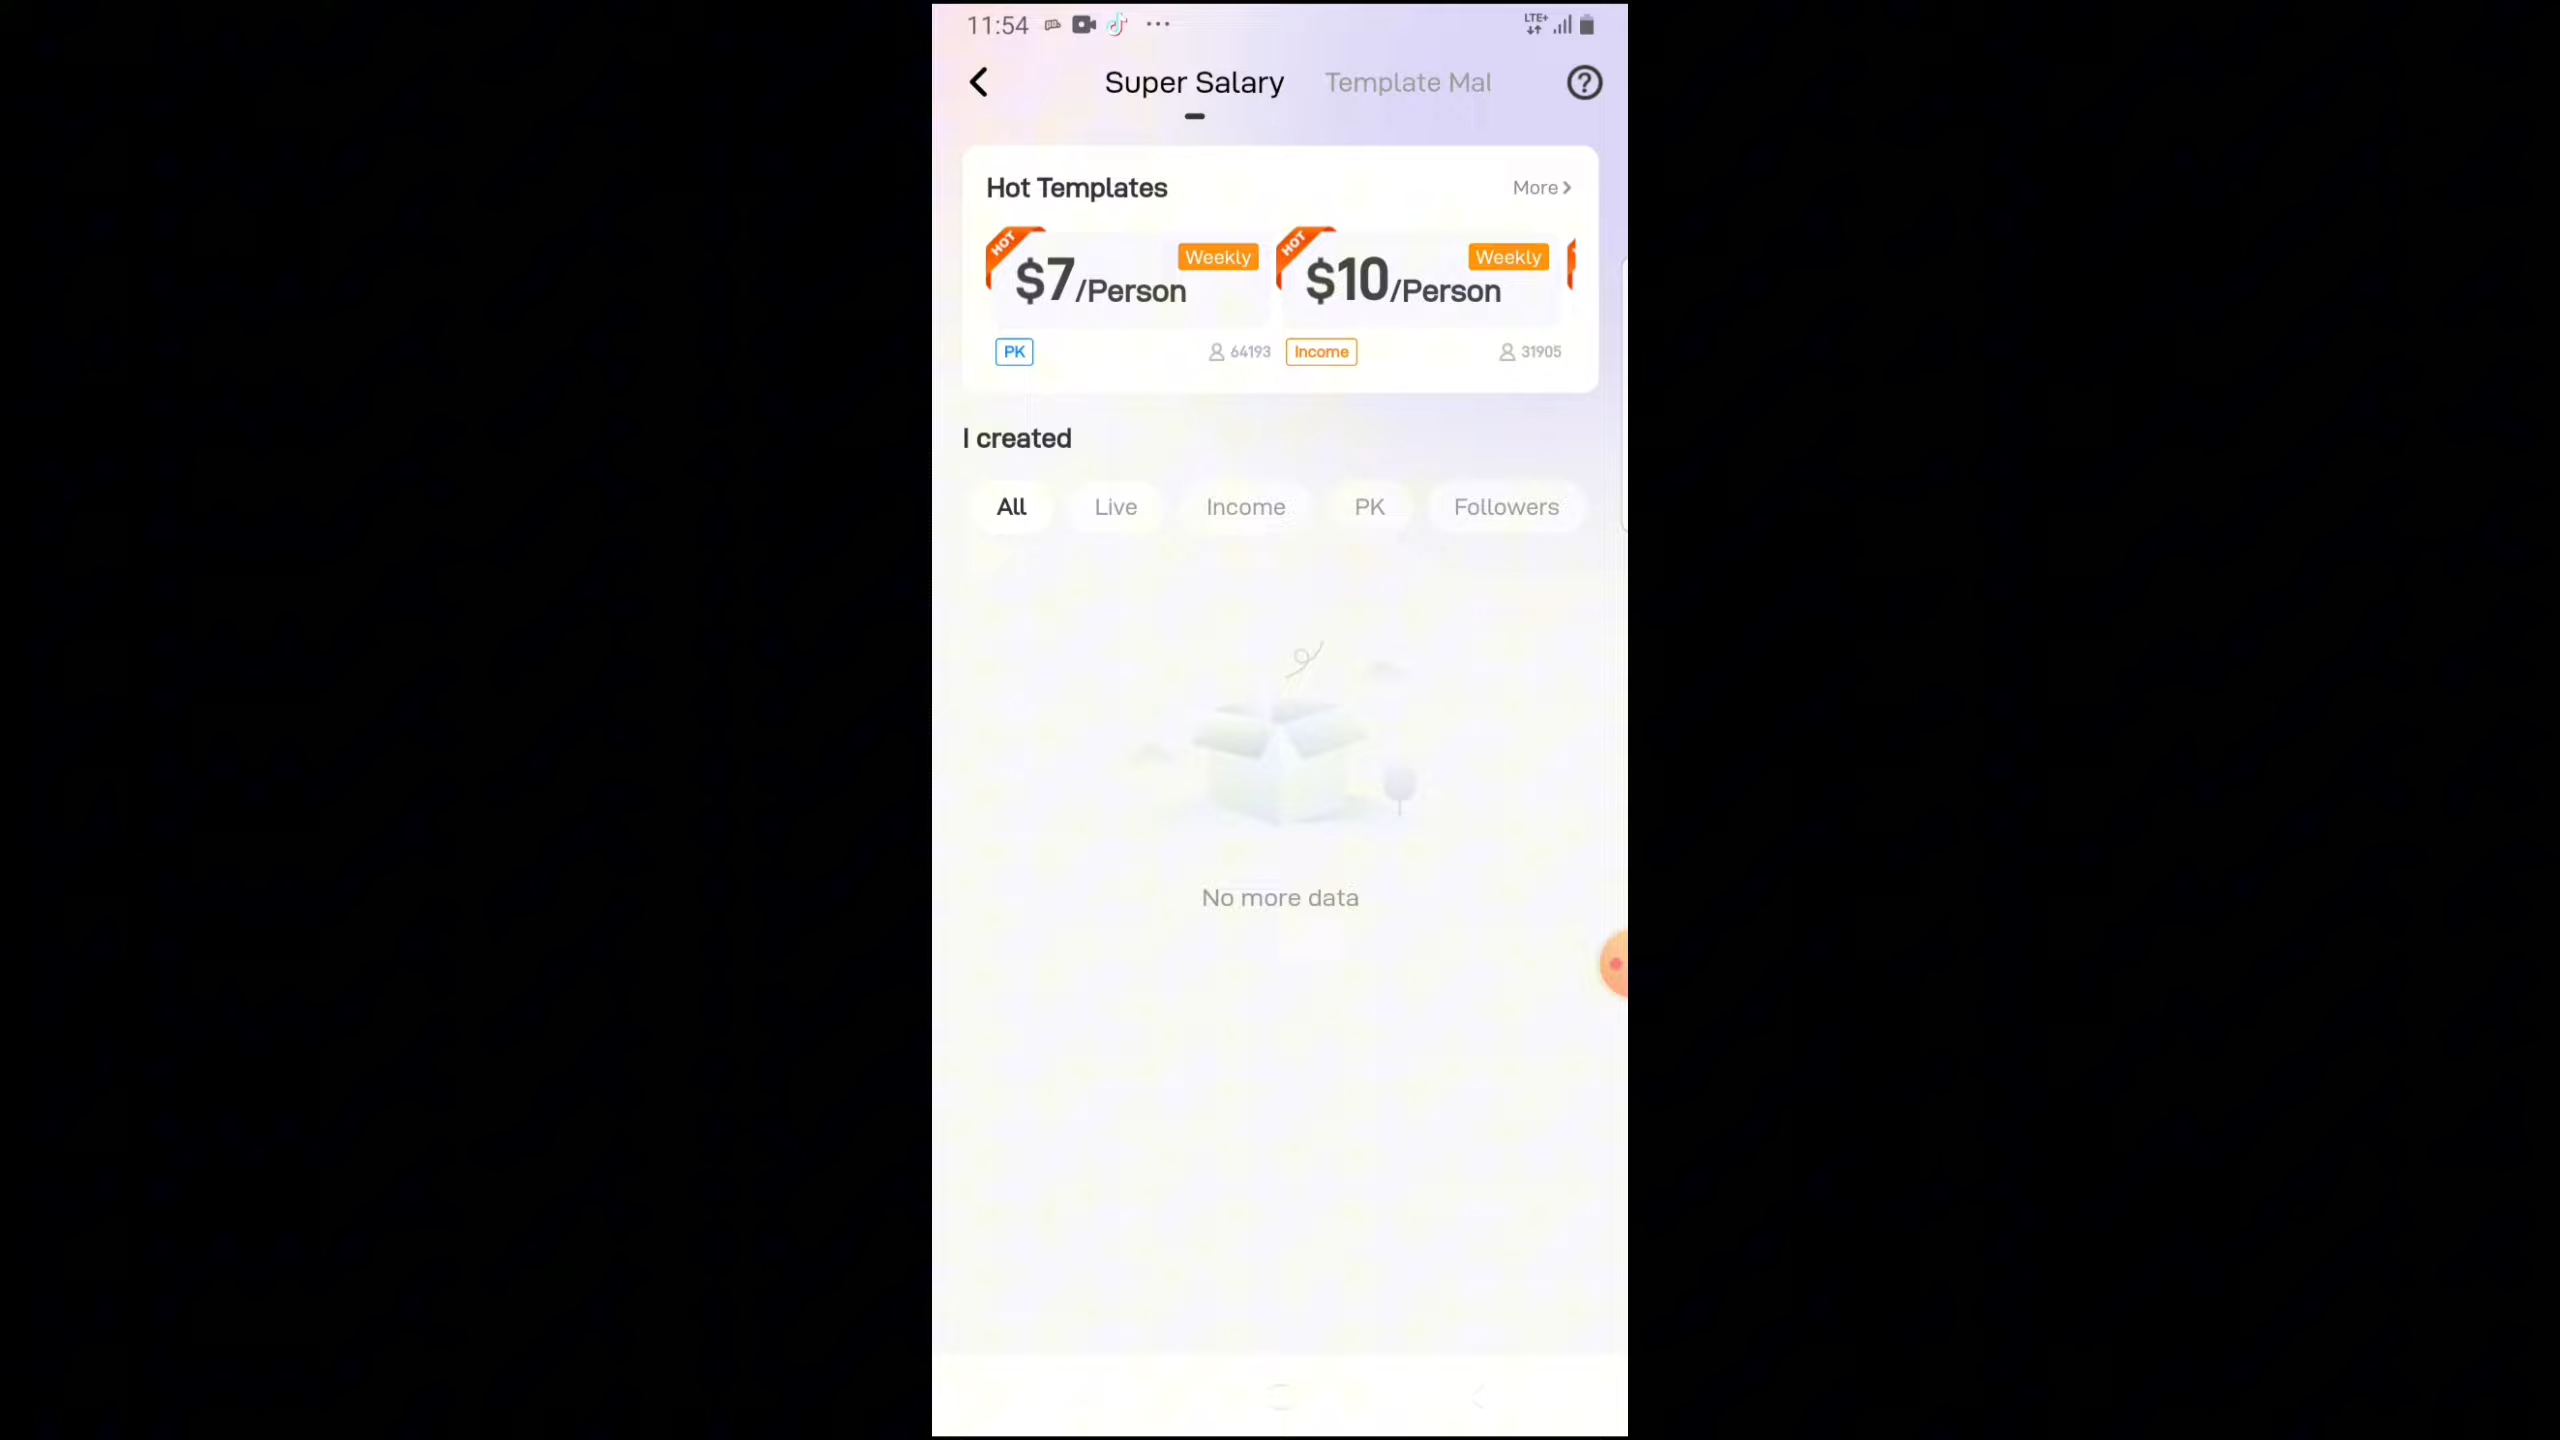 11:54
LTE+
Super Salary
Template Mal
Hot Templates
More
HOT
$7/Person
Weekly
HOT
$10/Person
Weekly
PK
64193
Income
31905
I created
All
Live
Income
PK
Followers
No more data